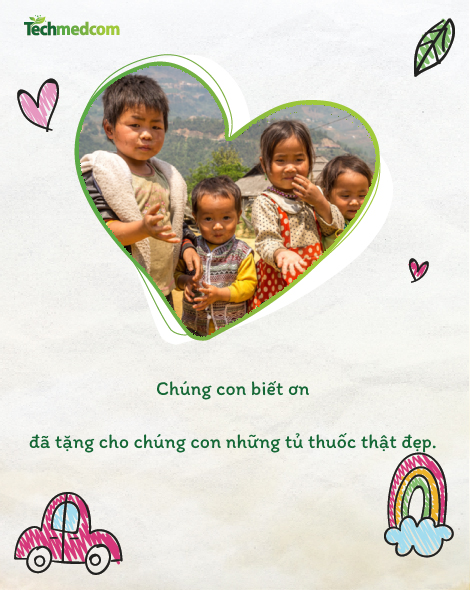 Techmedcom
Chúng con biết ơn
đã tặng cho chúng con những tủ thuốc thật đẹp.